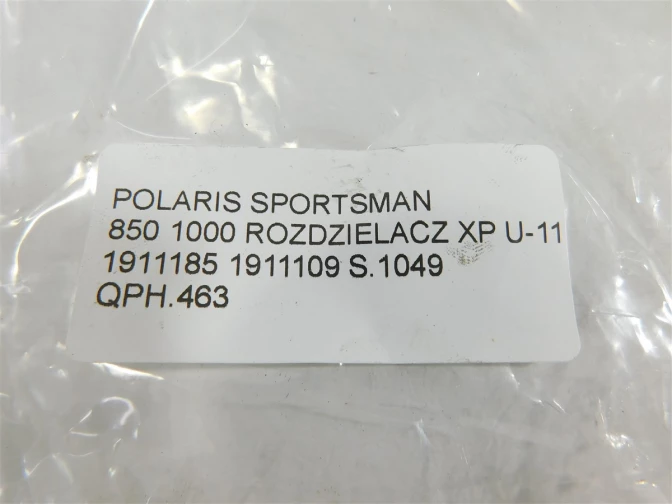 POLARIS SPORTSMAN
850 1000 ROZDZIELACZ XP U-11
1911185 1911109 S.1049
QPH.463